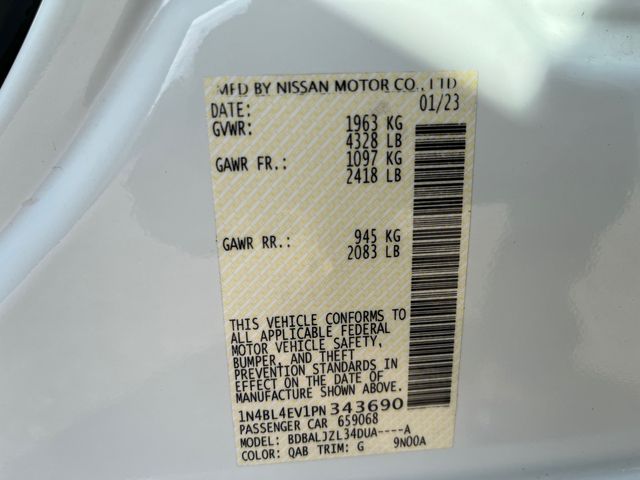 MFD BY NISSAN MOTOR CO., LTD
DATE: 01/23
GVWR: 1963 KG
4328 LB
GAWR FR.: 1097 KG
2418 LB
GAWR RR.: 945 KG
2083 LB
THIS VEHICLE CONFORMS TO
ALL APPLICABLE FEDERAL
MOTOR VEHICLE SAFETY,
BUMPER, AND THEFT
PREVENTION STANDARDS IN
EFFECT ON THE DATE OF
MANUFACTURE SHOWN ABOVE.
1N4BL4EV1PN343690
PASSENGER CAR 659068
MODEL: BDBALJZL34DUA----A
COLOR: QAB TRIM: G 9N00A